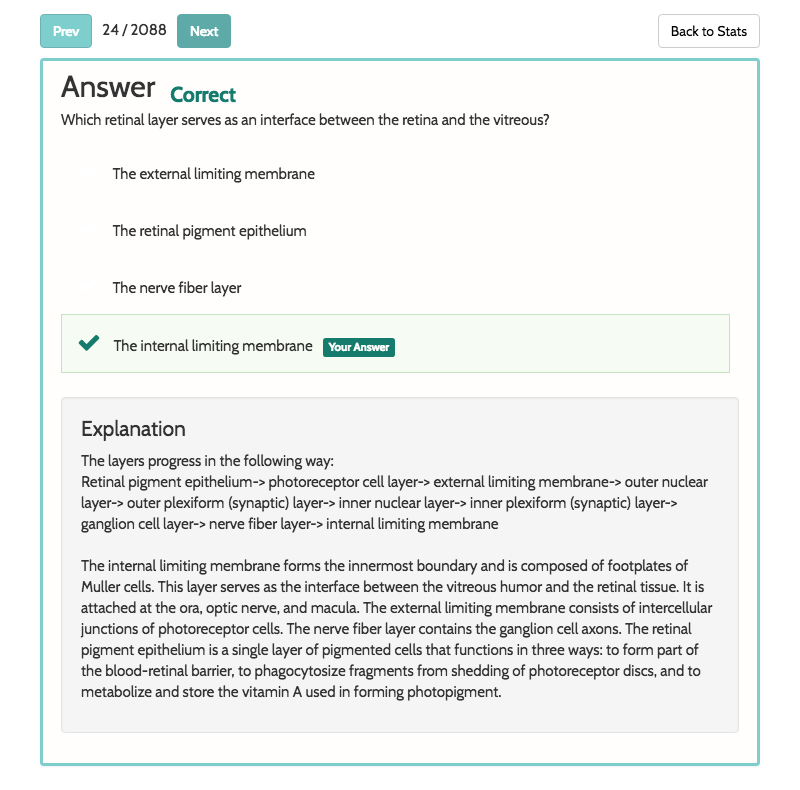 Prev 24 / 2088 Next Back to Stats
Answer Correct
Which retinal layer serves as an interface between the retina and the vitreous?
The external limiting membrane
The retinal pigment epithelium
The nerve fiber layer
The internal limiting membrane Your Answer
Explanation
The layers progress in the following way:
Retinal pigment epithelium-> photoreceptor cell layer-> external limiting membrane-> outer nuclear
layer-> outer plexiform (synaptic) layer-> inner nuclear layer-> inner plexiform (synaptic) layer->
ganglion cell layer-> nerve fiber layer-> internal limiting membrane
The internal limiting membrane forms the innermost boundary and is composed of footplates of
Muller cells. This layer serves as the interface between the vitreous humor and the retinal tissue. It is
attached at the ora, optic nerve, and macula. The external limiting membrane consists of intercellular
junctions of photoreceptor cells. The nerve fiber layer contains the ganglion cell axons. The retinal
pigment epithelium is a single layer of pigmented cells that functions in three ways: to form part of
the blood-retinal barrier, to phagocytosize fragments from shedding of photoreceptor discs, and to
metabolize and store the vitamin A used in forming photopigment.